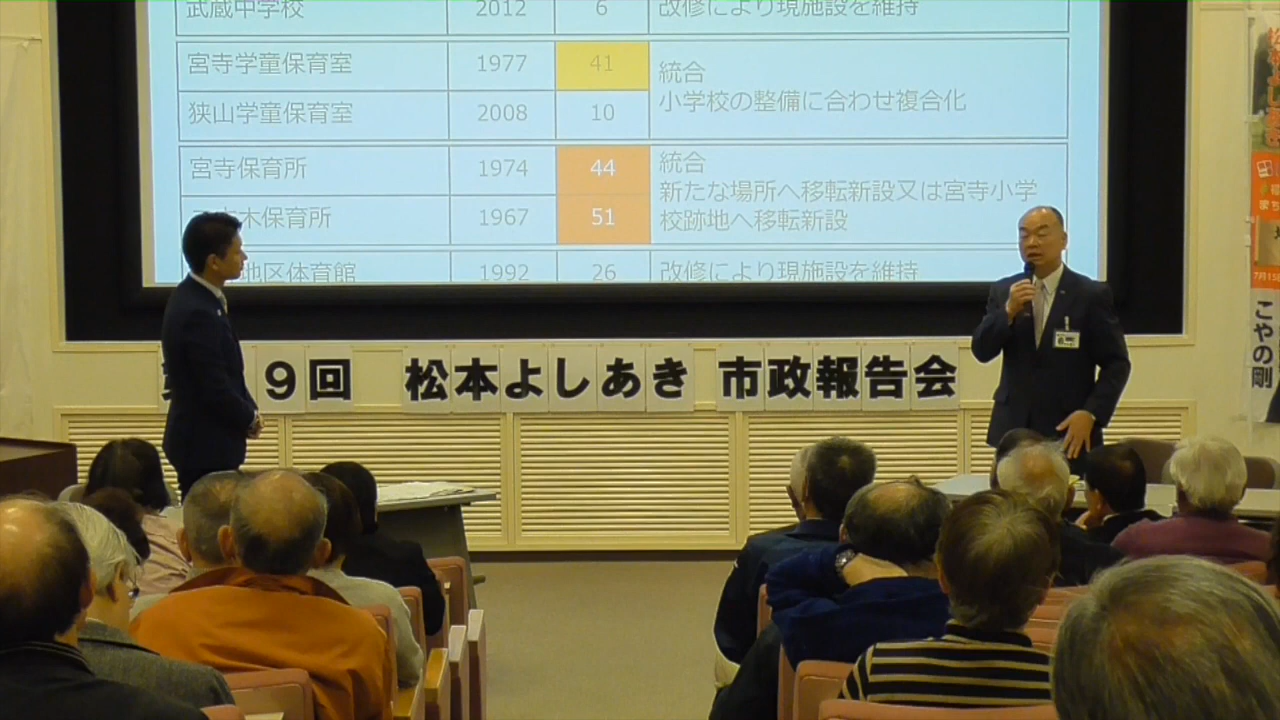 武蔵中学校 2012 6 改修により現施設を維持
宮寺学童保育室 1977 41 統合
小学校の整備に合わせ複合化
狭山学童保育室 2008 10
宮寺保育所 1974 44 統合
新たな場所へ移転新設又は宮寺小学
校跡地へ移転新設
木保育所 1967 51
地区体育館 1992 26 改修により現施設を維持
9回 松本よしあき 市政報告会
こやの剛